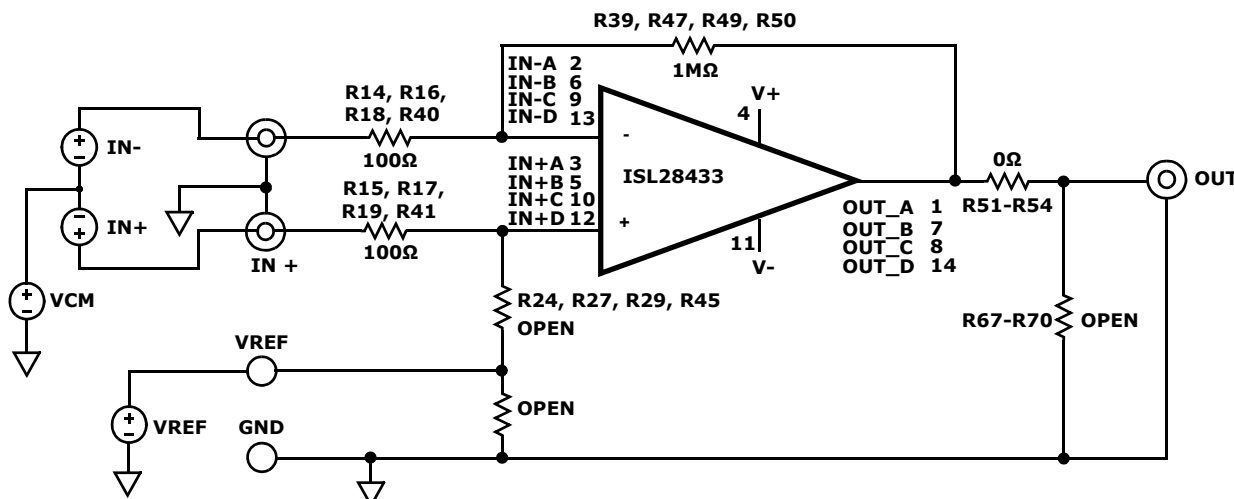 R39, R47, R49, R50
1MΩ
IN-A 2
IN-B 6
IN-C 9
IN-D 13
R14, R16,
R18, R40
100Ω
V+
4
-
IN-
+
-
ISL28433
0Ω
OUT
R51-R54
IN+A 3
IN+B 5
IN+C 10
IN+D 12
R15, R17,
R19, R41
100Ω
+
IN+
+
-
IN +
OUT_A 1
OUT_B 7
OUT_C 8
OUT_D 14
11
V-
VCM
+
-
R24, R27, R29, R45
OPEN
R67-R70
OPEN
VREF
OPEN
VREF
+
-
GND